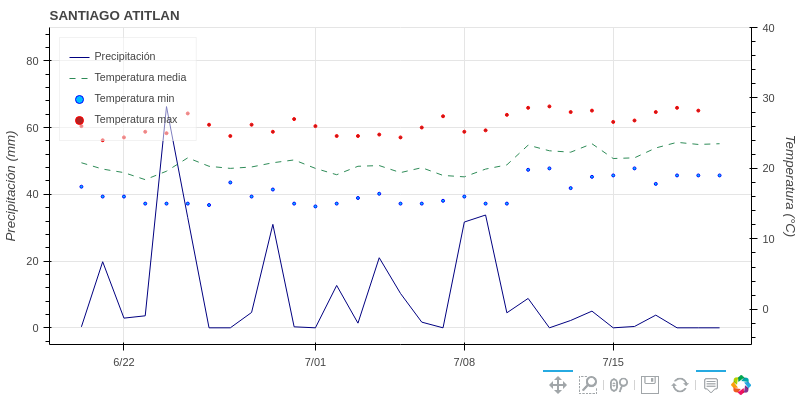 SANTIAGO ATITLAN
Precipitación
Temperatura media
Temperatura min
Temperatura max
Precipitación (mm)
80
60
40
20
0
Temperatura (°C)
40
30
20
10
0
6/22
7/01
7/08
7/15